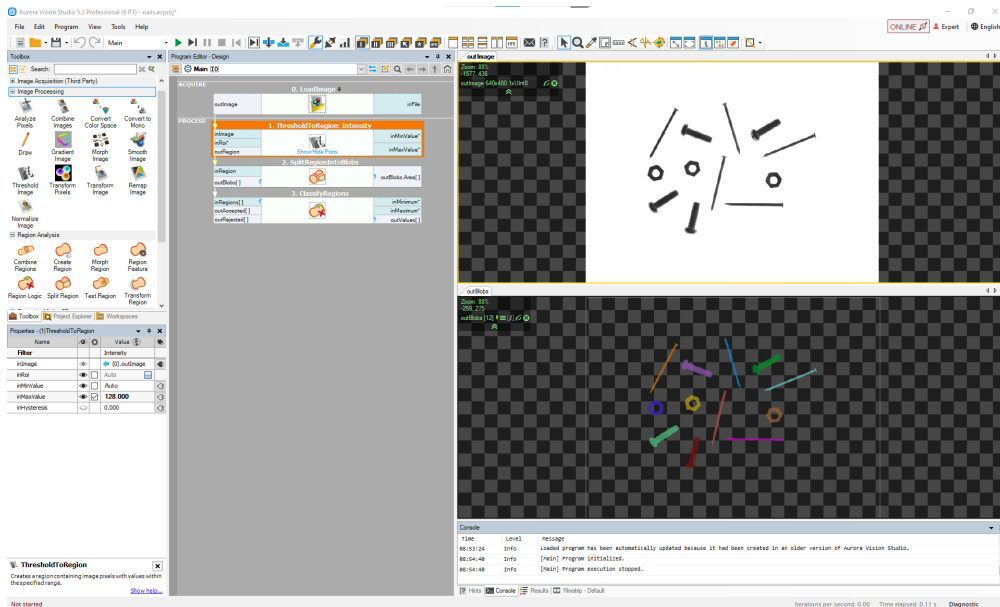 Aurora Vision Studio 5.2 Professional (6 PT) - nails.avproj*
File Edit Program View Tools Help
ONLINE Expert English
Main
Toolbox
Search:
Image Acquisition (Third Party)
Image Processing
Analyze Pixels
Combine Images
Convert Color Space
Convert to Mono
Draw
Gradient Image
Morph Image
Smooth Image
Threshold Image
Transform Pixels
Transform Image
Remap Image
Normalize Image
Region Analysis
Combine Regions
Create Region
Morph Region
Region Feature
Region Logic
Split Region
Test Region
Transform Region
Toolbox Project Explorer Workspaces
Properties - (1)ThresholdToRegion
Name Value
Filter Intensity
inImage (0).outImage
inRoi Auto
inMinValue Auto
inMaxValue 128.000
inHysteresis 0.000
ThresholdToRegion
Creates a region containing image pixels with values within the specified range.
Show help...
Program Editor - Design
Main IO
ACQUIRE
0. LoadImage
outImage inFile
PROCESS
1. ThresholdToRegion: Intensity
inImage inMinValue*
inRoi*
outRegion inMaxValue*
Show/Hide Ports
2. SplitRegionIntoBlobs
inRegion
outBlobs[] outBlobs.Area[]
3. ClassifyRegions
inRegions[] inMinimum*
outAccepted[] inMaximum*
outRejected[] outValues[]
outImage
Zoom: 88%
-1577, 436
outImage 640x480 1xUInt8
outBlobs
Zoom: 88%
-259, 275
outBlobs [12]
Console
Time Level Message
08:53:24 Info Loaded program has been automatically updated because it had been created in an older version of Aurora Vision Studio.
08:54:40 Info [Main] Program initialized.
08:54:40 Info [Main] Program execution stopped.
Hints Console Results Filmstrip - Default
Not started
Iterations per second: 0.00 Time elapsed: 0.11 s Diagnostic